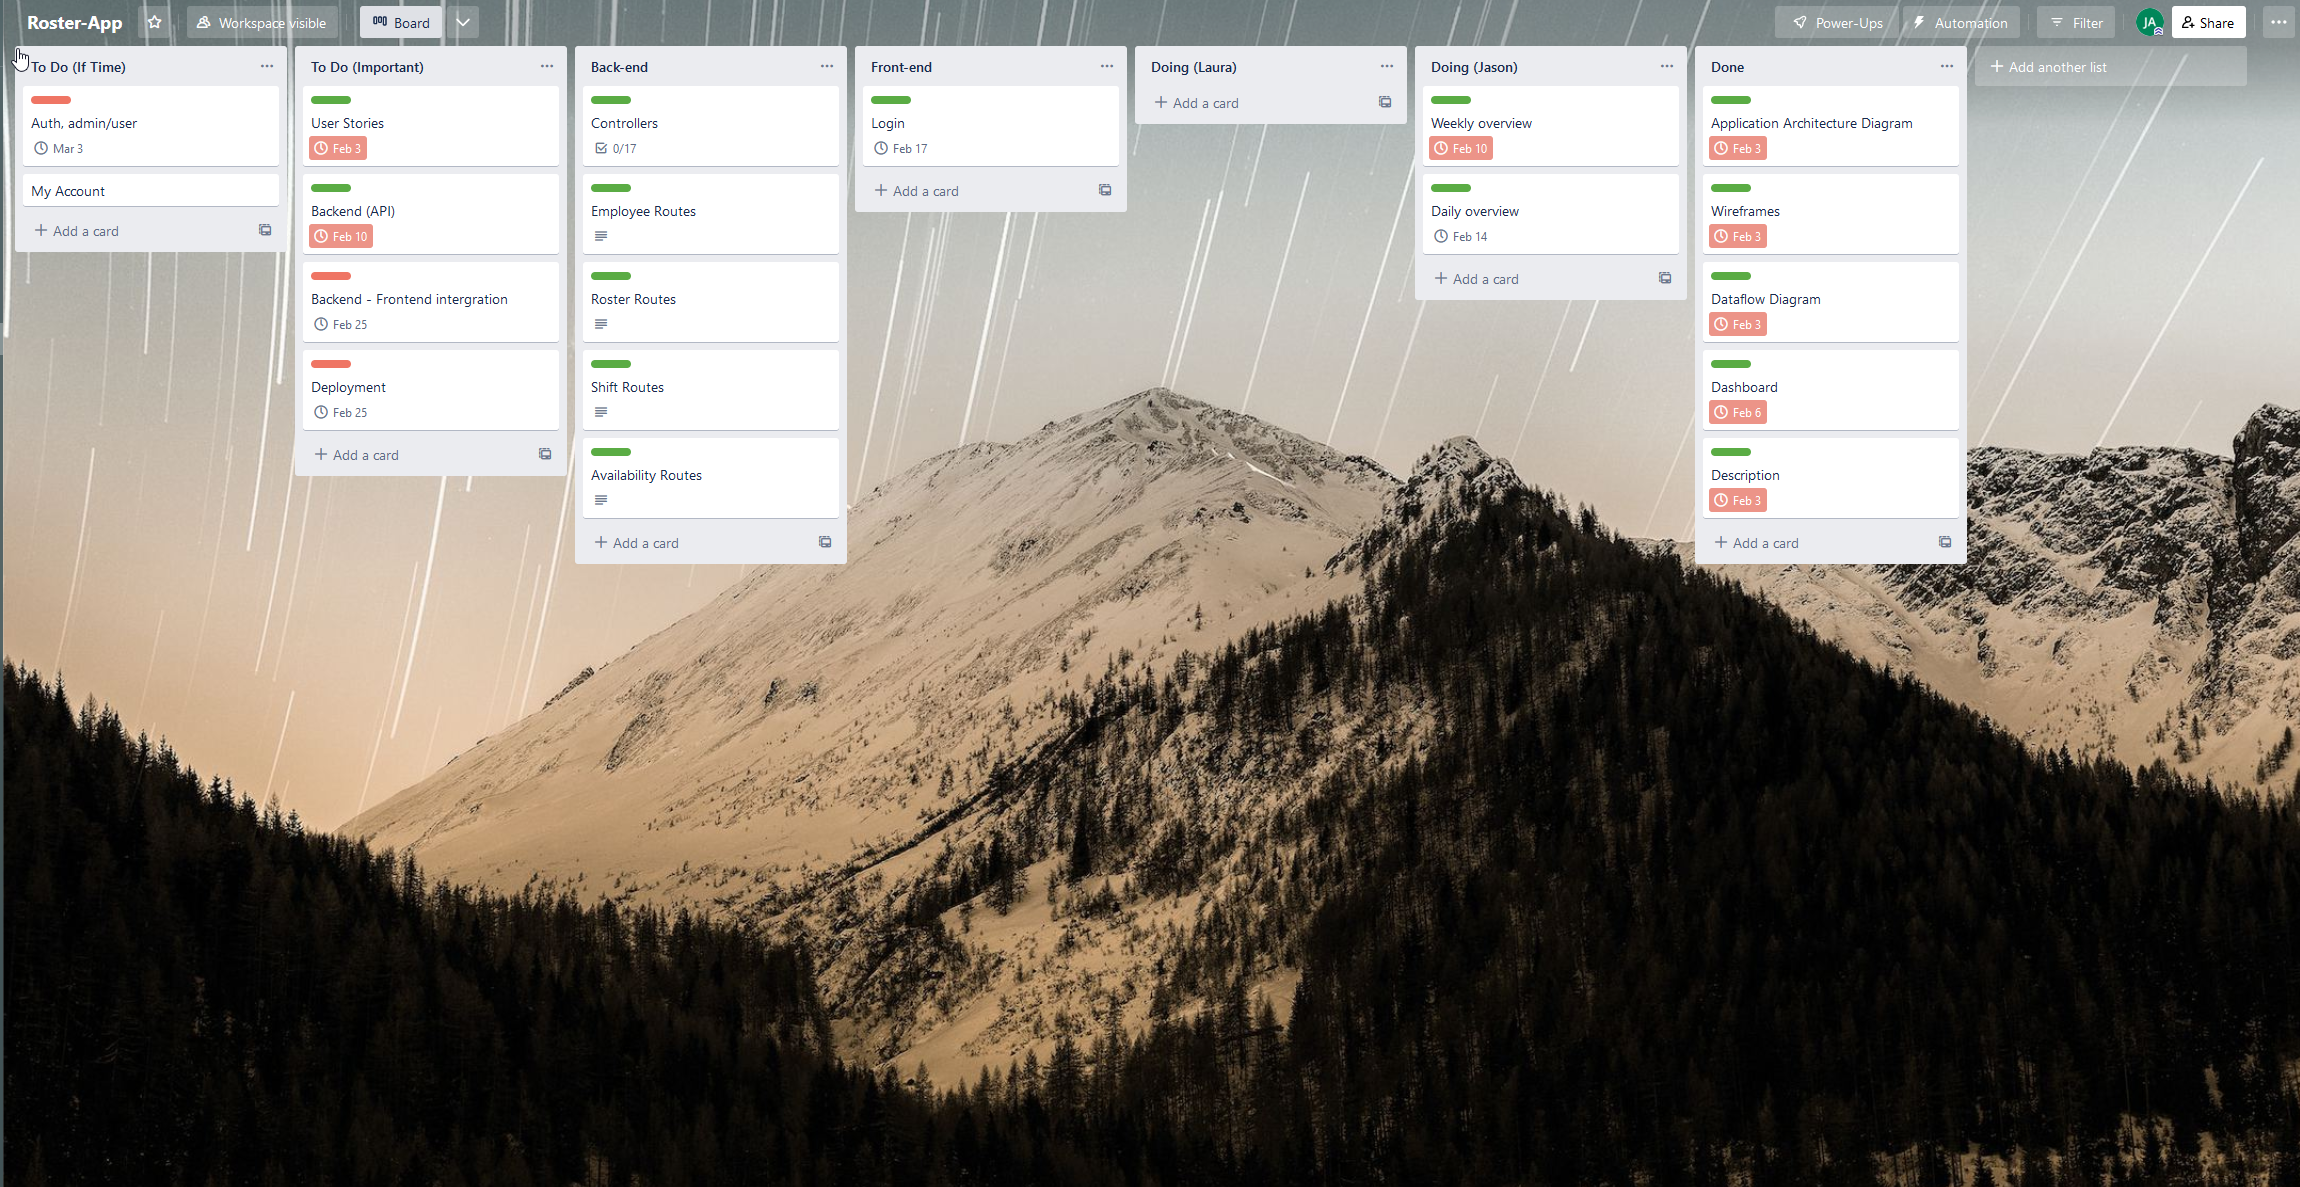 Roster-App
Workspace visible
Board
Power-Ups
Automation
Filter
JA
Share
To Do (If Time)
Auth, admin/user
Mar 3
My Account
Add a card
To Do (Important)
User Stories
Feb 3
Backend (API)
Feb 10
Backend - Frontend intergration
Feb 25
Deployment
Feb 25
Add a card
Back-end
Controllers
0/17
Employee Routes
Roster Routes
Shift Routes
Availability Routes
Add a card
Front-end
Login
Feb 17
Add a card
Doing (Laura)
Add a card
Doing (Jason)
Weekly overview
Feb 10
Daily overview
Feb 14
Add a card
Done
Application Architecture Diagram
Feb 3
Wireframes
Feb 3
Dataflow Diagram
Feb 3
Dashboard
Feb 6
Description
Feb 3
Add a card
Add another list